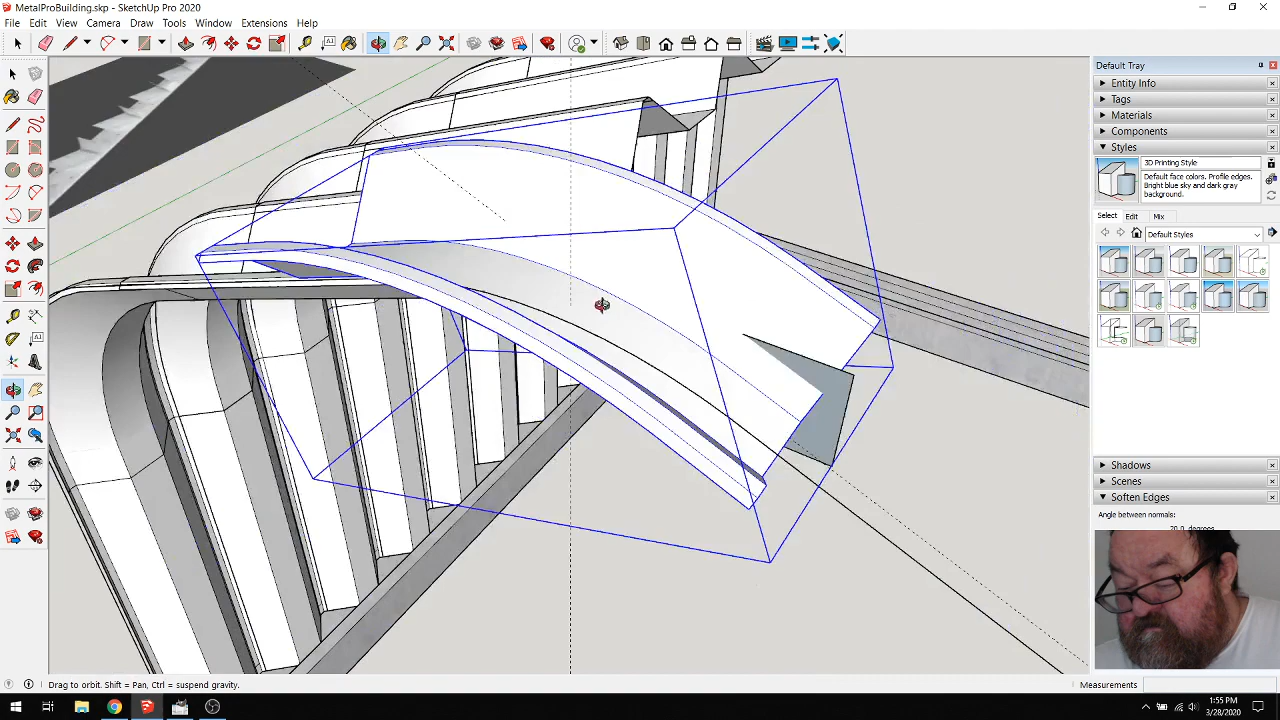 MetalProBuilding.skp - SketchUp Pro 2020
File Edit View Camera Draw Tools Window Extensions Help
Default Tray
Entity Info
Tags
Materials
Components
Styles
3D Printing Style
Default face colors. Profile edges.
Bright blue sky and dark gray
background.
Select Edit Mix
Default Styles
Shadows
Scenes
Soften Edges
Angle between normals:
20.0 degrees
Drag to orbit. Shift = Pan, Ctrl = suspend gravity.
Measurements
1:55 PM
3/28/2020